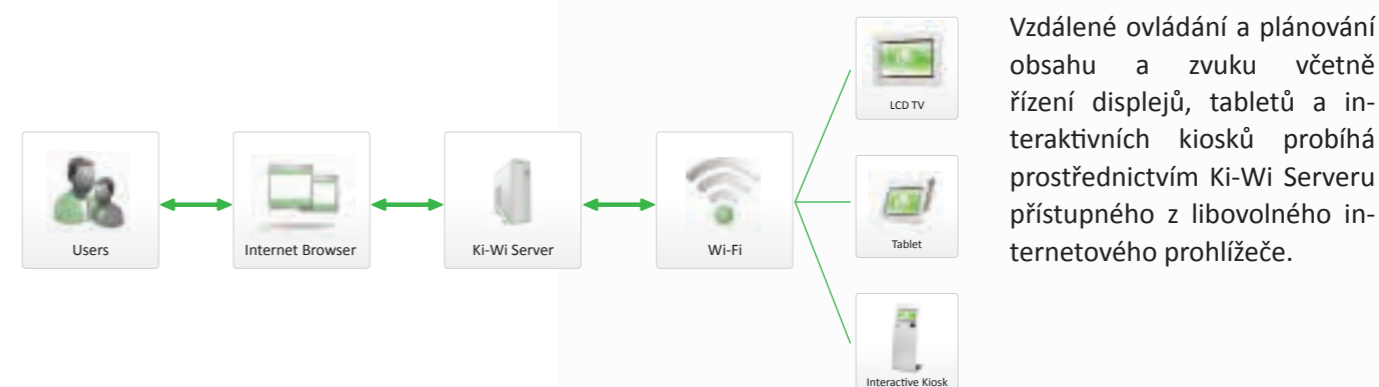 Users
Internet Browser
Ki-Wi Server
Wi-Fi
LCD TV
Tablet
Interactive Kiosk
Vzdálené ovládání a plánování
obsahu a zvuku včetně
řízení displejů, tabletů a in-
teraktivních kiosků probíhá
prostřednictvím Ki-Wi Serveru
přístupného z libovolného in-
ternetového prohlížeče.